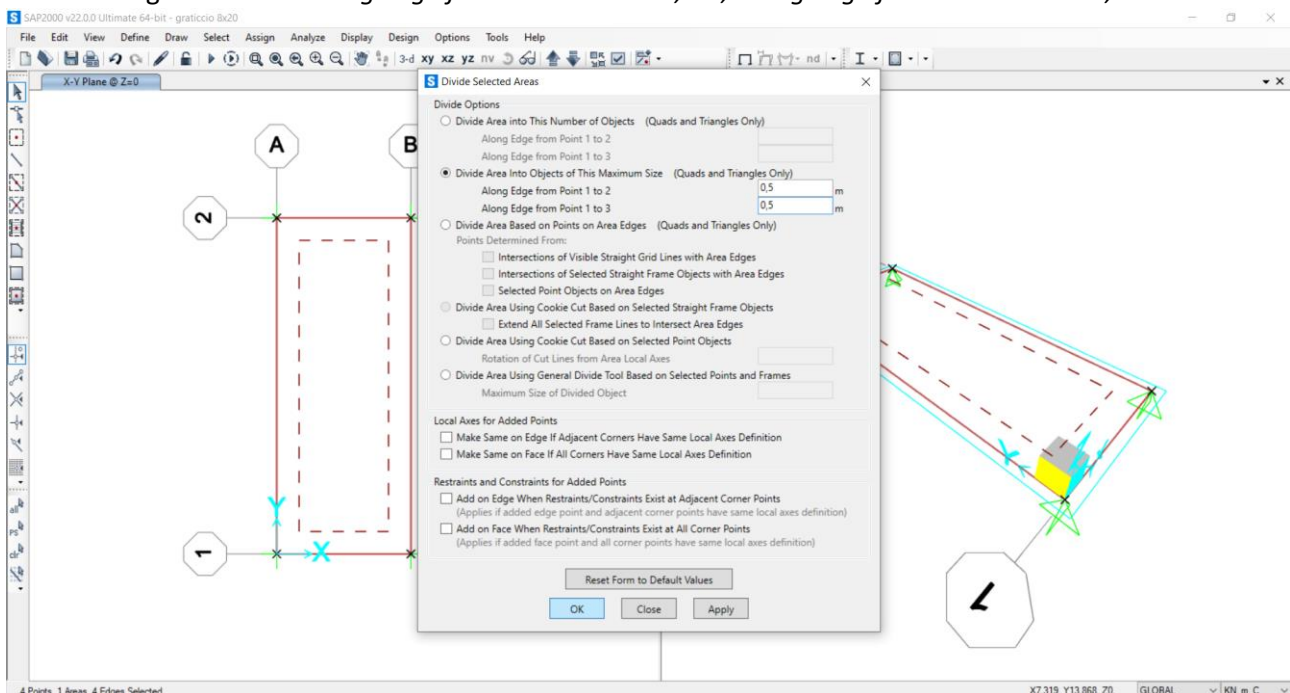 SAP2000 v22.0.0 Ultimate 64-bit - graticcio 8x20
File Edit View Define Draw Select Assign Analyze Display Design Options Tools Help
3-d xy xz yz nv
nd
X-Y Plane @ Z=0
Divide Selected Areas
Divide Options
Divide Area into This Number of Objects (Quads and Triangles Only)
Along Edge from Point 1 to 2
Along Edge from Point 1 to 3
Divide Area Into Objects of This Maximum Size (Quads and Triangles Only)
Along Edge from Point 1 to 2 0,5 m
Along Edge from Point 1 to 3 0,5 m
Divide Area Based on Points on Area Edges (Quads and Triangles Only)
Points Determined From:
Intersections of Visible Straight Grid Lines with Area Edges
Intersections of Selected Straight Frame Objects with Area Edges
Selected Point Objects on Area Edges
Divide Area Using Cookie Cut Based on Selected Straight Frame Objects
Extend All Selected Frame Lines to Intersect Area Edges
Divide Area Using Cookie Cut Based on Selected Point Objects
Rotation of Cut Lines from Area Local Axes
Divide Area Using General Divide Tool Based on Selected Points and Frames
Maximum Size of Divided Object
Local Axes for Added Points
Make Same on Edge If Adjacent Corners Have Same Local Axes Definition
Make Same on Face If All Corners Have Same Local Axes Definition
Restraints and Constraints for Added Points
Add on Edge When Restraints/Constraints Exist at Adjacent Corner Points
(Applies if added edge point and adjacent corner points have same local axes definition)
Add on Face When Restraints/Constraints Exist at All Corner Points
(Applies if added face point and all corner points have same local axes definition)
Reset Form to Default Values
OK Close Apply
A
B
2
1
Y
X
Y
1
all
PS
clr
4 Points, 1 Areas, 4 Edges Selected
X7,319 Y13,868 Z0 GLOBAL KN, m, C